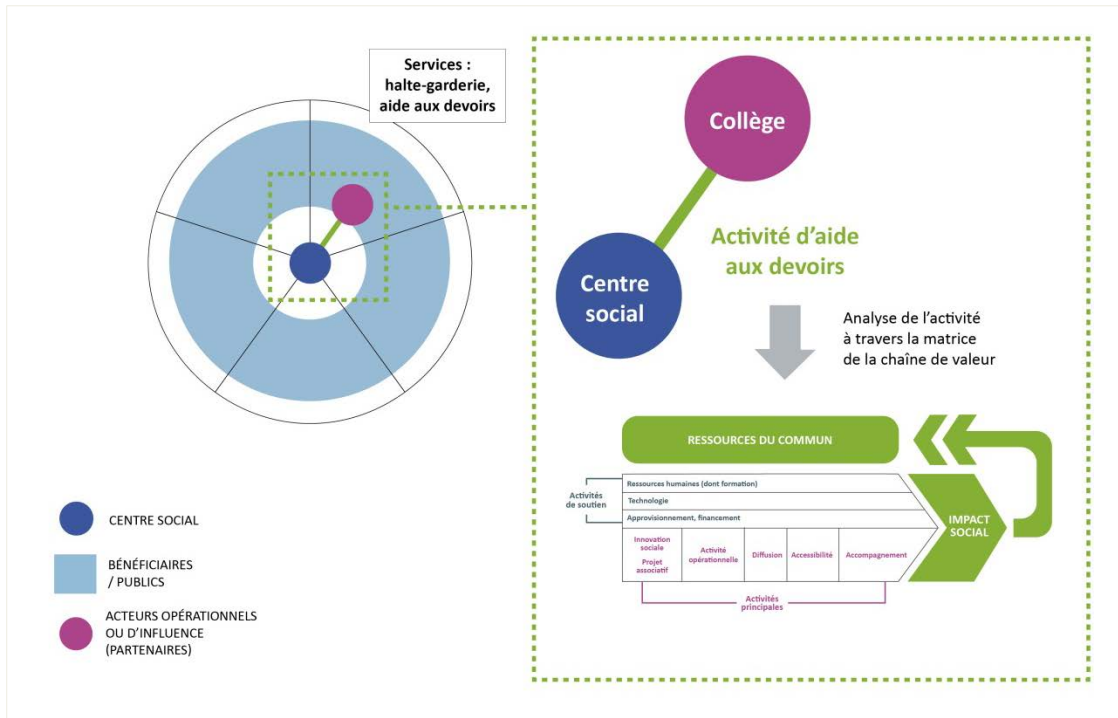 Services :
halte-garderie,
aide aux devoirs
CENTRE SOCIAL
BÉNÉFICIAIRES
/ PUBLICS
ACTEURS OPÉRATIONNELS
OU D'INFLUENCE
(PARTENAIRES)
Collège
Centre
social
Activité d'aide
aux devoirs
Analyse de l'activité
à travers la matrice
de la chaîne de valeur
RESSOURCES DU COMMUN
Activités
de soutien
Ressources humaines (dont formation)
Technologie
Approvisionnement, financement
Innovation
sociale
Projet
associatif
Activité
opérationnelle
Diffusion
Accessibilité
Accompagnement
IMPACT
SOCIAL
Activités
principales